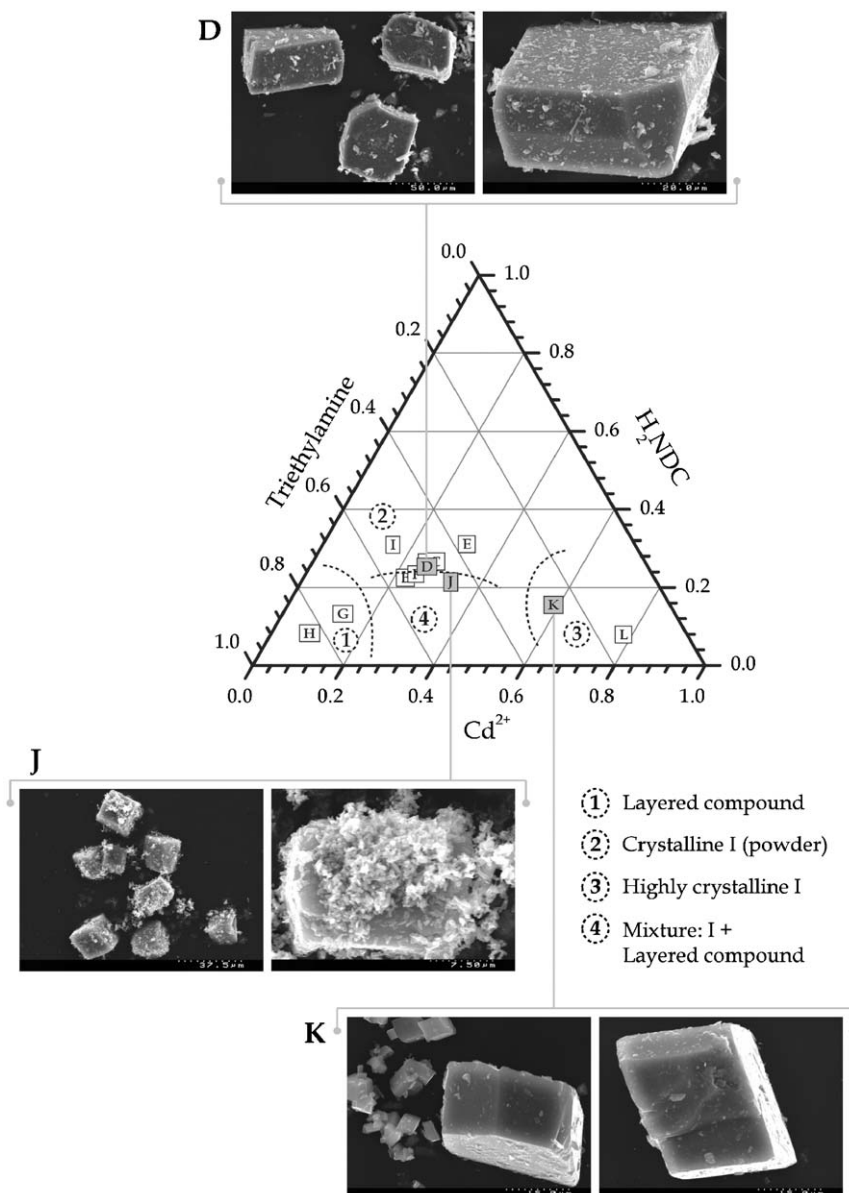 D
50.0µm
20.0µm
0.0
1.0
0.2
0.8
Triethylamine
0.4
H₂NDC
0.6
0.6
0.4
2
I
E
0.8
D
F
J
0.2
K
G
4
H
1
3
L
1.0
0.0
0.0
0.2
0.4
0.6
0.8
1.0
Cd²⁺
J
37.5µm
7.50µm
1 Layered compound
2 Crystalline I (powder)
3 Highly crystalline I
4 Mixture: I +
Layered compound
K